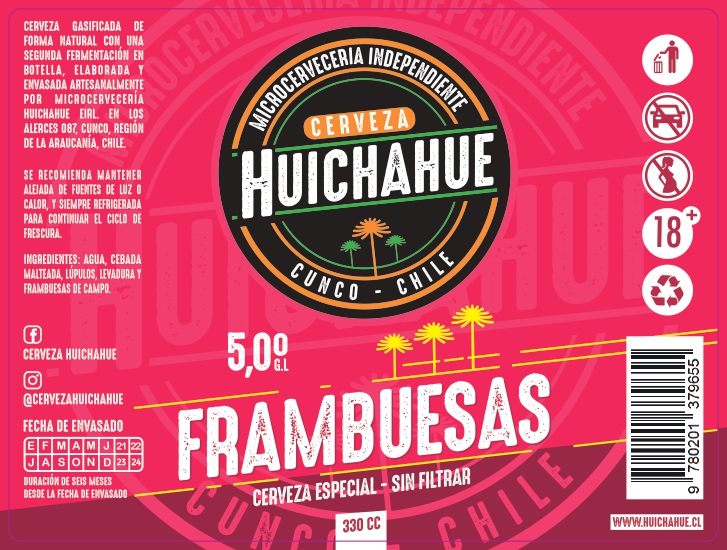 CERVEZA GASIFICADA DE
FORMA NATURAL CON UNA
SEGUNDA FERMENTACIÓN EN
BOTELLA, ELABORADA Y
ENVASADA ARTESANALMENTE
POR MICROCERVECERÍA
HUICHAHUE EIRL. EN LOS
ALERCES 087, CUNCO, REGIÓN
DE LA ARAUCANÍA, CHILE.
SE RECOMIENDA MANTENER
ALEJADA DE FUENTES DE LUZ O
CALOR, Y SIEMPRE REFRIGERADA
PARA CONTINUAR EL CICLO DE
FRESCURA.
INGREDIENTES: AGUA, CEBADA
MALTEADA, LÚPULOS, LEVADURA Y
FRAMBUESAS DE CAMPO.
CERVEZA HUICHAHUE
@CERVEZAHUICHAHUE
FECHA DE ENVASADO
E F M A M J 21 22
J A S O N D 23 24
DURACIÓN DE SEIS MESES
DESDE LA FECHA DE ENVASADO
MICROCERVECERIA INDEPENDIENTE
CERVEZA
HUICHAHUE
CUNCO - CHILE
5,0º
G.L
FRAMBUESAS
CERVEZA ESPECIAL - SIN FILTRAR
330 CC
18+
9 780201 379655
WWW.HUICHAHUE.CL
MICROCERVECERIA INDEPENDIENTE
HUICHAHUE
CUNCO - CHILE